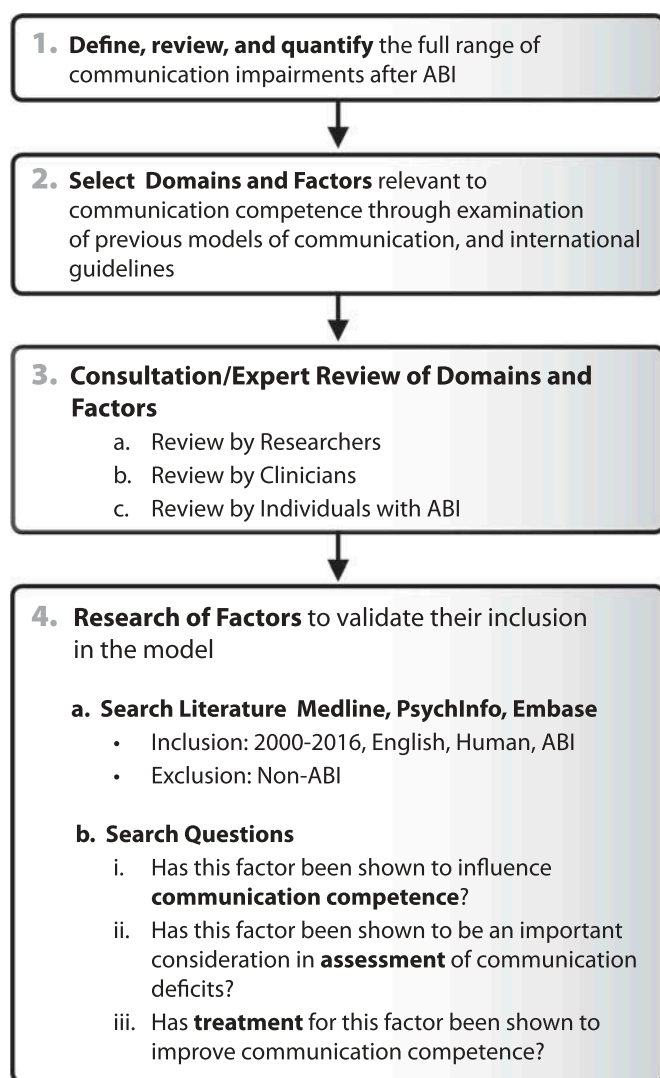 1. Define, review, and quantify the full range of
communication impairments after ABI
2. Select Domains and Factors relevant to
communication competence through examination
of previous models of communication, and international
guidelines
3. Consultation/Expert Review of Domains and
Factors
a. Review by Researchers
b. Review by Clinicians
c. Review by Individuals with ABI
4. Research of Factors to validate their inclusion
in the model
a. Search Literature Medline, PsychInfo, Embase
• Inclusion: 2000-2016, English, Human, ABI
• Exclusion: Non-ABI
b. Search Questions
i. Has this factor been shown to influence
communication competence?
ii. Has this factor been shown to be an important
consideration in assessment of communication
deficits?
iii. Has treatment for this factor been shown to
improve communication competence?